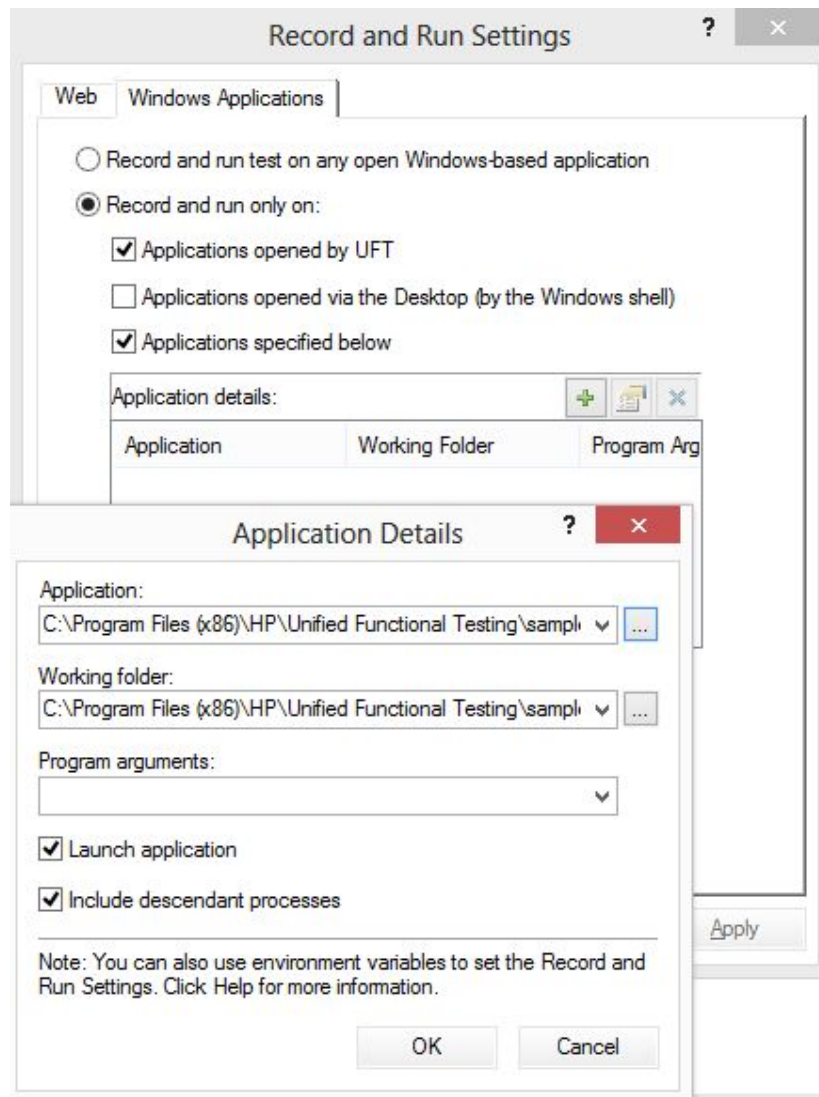 Record and Run Settings
?
Web
Windows Applications
Record and run test on any open Windows-based application
Record and run only on:
Applications opened by UFT
Applications opened via the Desktop (by the Windows shell)
Applications specified below
Application details:
Application Working Folder Program Arg
Application Details
?
Application:
C:\Program Files (x86)\HP\Unified Functional Testing\sampl
...
Working folder:
C:\Program Files (x86)\HP\Unified Functional Testing\sampl
...
Program arguments:
Launch application
Include descendant processes
Apply
Note: You can also use environment variables to set the Record and
Run Settings. Click Help for more information.
OK Cancel